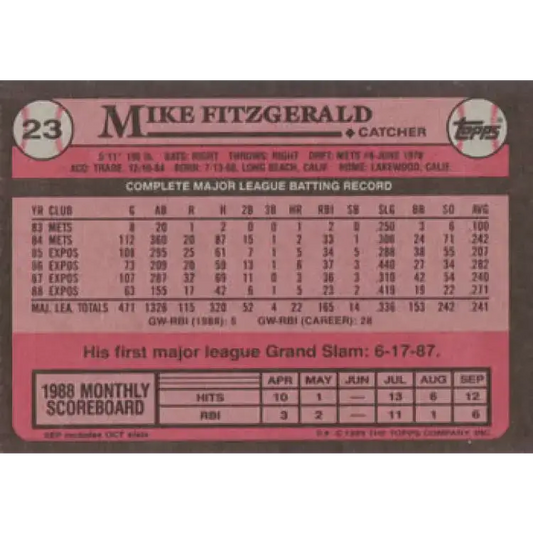 23
MIKE FITZGERALD
CATCHER
topps
5'11" 190 lb. BATS: RIGHT THROWS: RIGHT DRFT: METS #6-JUNE 1978
ACQ: TRADE, 12-10-84 BORN: 7-13-60, LONG BEACH, CALIF. HOME: LAKEWOOD, CALIF.
COMPLETE MAJOR LEAGUE BATTING RECORD
YR CLUB G AB R H 2B 3B HR RBI SB SLG BB SO AVG
83 METS 8 20 1 2 0 0 1 2 0 .250 3 6 .100
84 METS 112 360 20 87 15 1 2 33 1 .306 24 71 .242
85 EXPOS 108 295 25 61 7 1 5 34 5 .288 38 55 .207
86 EXPOS 73 209 20 59 13 1 6 37 3 .440 27 34 .282
87 EXPOS 107 287 32 69 11 0 3 36 3 .310 42 54 .240
88 EXPOS 63 155 17 42 6 1 5 23 2 .419 19 22 .271
MAJ. LEA. TOTALS 471 1326 115 320 52 4 22 165 14 .336 153 242 .241
GW-RBI (1988): 5 GW-RBI (CAREER): 28
His first major league Grand Slam: 6-17-87.
1988 MONTHLY SCOREBOARD
APR MAY JUN JUL AUG SEP
HITS 10 1 — 13 6 12
RBI 3 2 — 11 1 6
SEP includes OCT stats
© 1989 THE TOPPS COMPANY, INC.